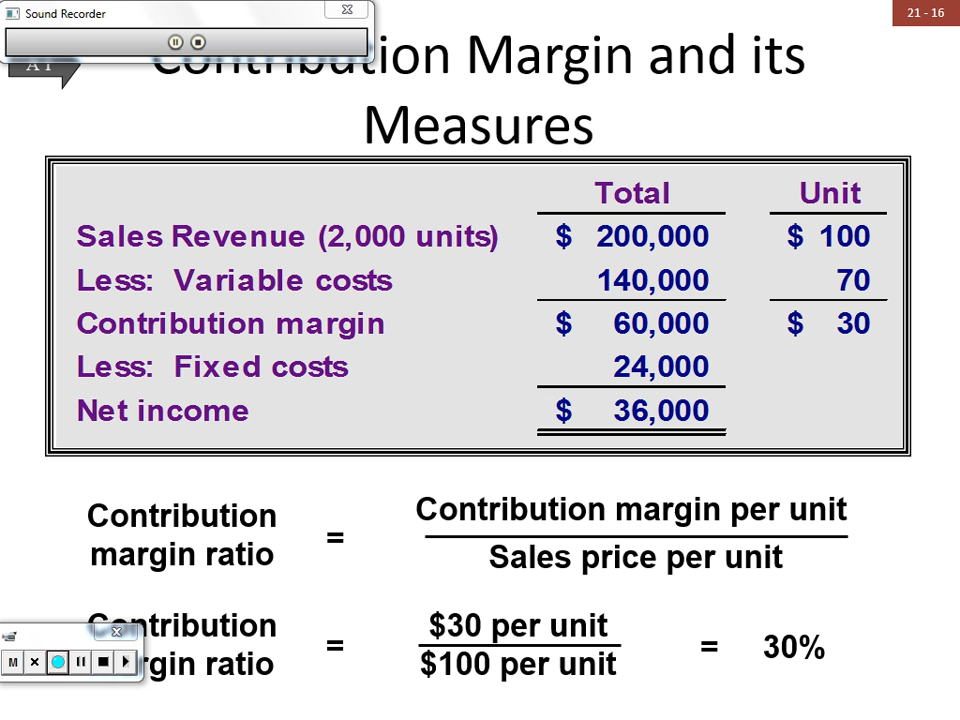 Sound Recorder
21 - 16
Contribution Margin and its
Measures
Total Unit
Sales Revenue (2,000 units) $ 200,000 $ 100
Less: Variable costs 140,000 70
Contribution margin $ 60,000 $ 30
Less: Fixed costs 24,000
Net income $ 36,000
Contribution
margin ratio
=
Contribution margin per unit
Sales price per unit
Contribution
margin ratio
=
$30 per unit
$100 per unit
= 30%
M